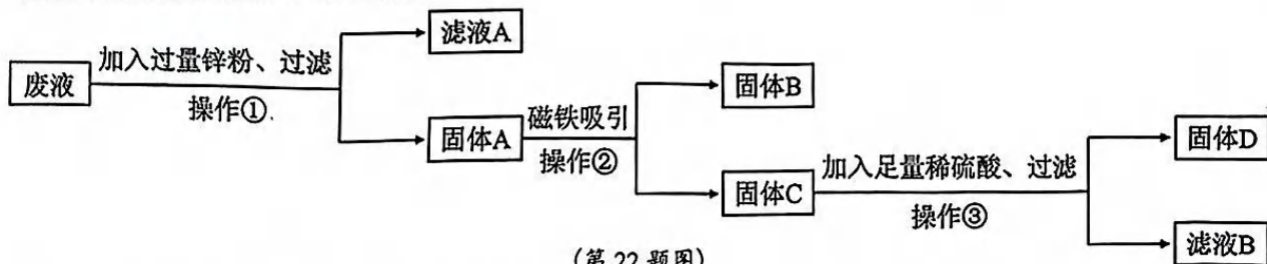 滤液A
加入过量锌粉、过滤
废液
操作①.
固体B
磁铁吸引
固体A
操作②
固体D
加入足量稀硫酸、过滤
固体C
操作③
滤液B
(第22题图)